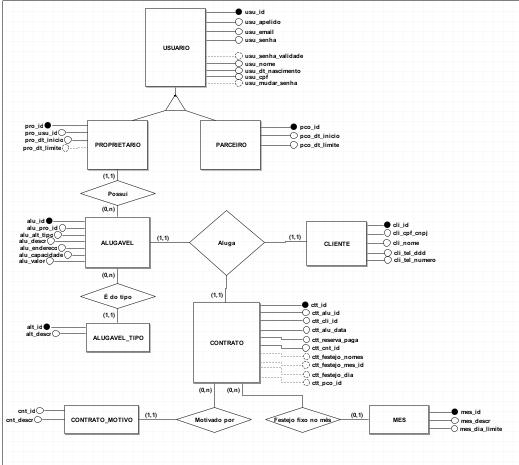 usu_id
usu_apelido
usu_email
usu_senha
USUARIO
usu_senha_validade
usu_nome
usu_dt_nascimento
usu_cpf
usu_mudar_senha
pro_id
pro_usu_id
pro_dt_inicio
pro_dt_limite
PROPRIETARIO
PARCEIRO
pco_id
pco_dt_inicio
pco_dt_limite
(1,1)
Possui
(0,n)
alu_id
alu_pro_id
alu_alt_tipo
alu_descr
alu_endereco
alu_capacidade
alu_valor
ALUGAVEL
(1,1)
Aluga
(1,1)
CLIENTE
cli_id
cli_cpf_cnpj
cli_nome
cli_tel_ddd
cli_tel_numero
(0,n)
É do tipo
(1,1)
(1,1)
alt_id
alt_descr
ALUGAVEL_TIPO
CONTRATO
ctt_id
ctt_alu_id
ctt_cli_id
ctt_alu_data
ctt_reserva_paga
ctt_cnt_id
ctt_festejo_nomes
ctt_festejo_mes_id
ctt_festejo_dia
ctt_pco_id
(0,n)
(0,n)
cnt_id
cnt_descr
CONTRATO_MOTIVO
(1,1)
Motivado por
Festejo fixo no mês
(0,1)
MES
mes_id
mes_descr
mes_dia_limite